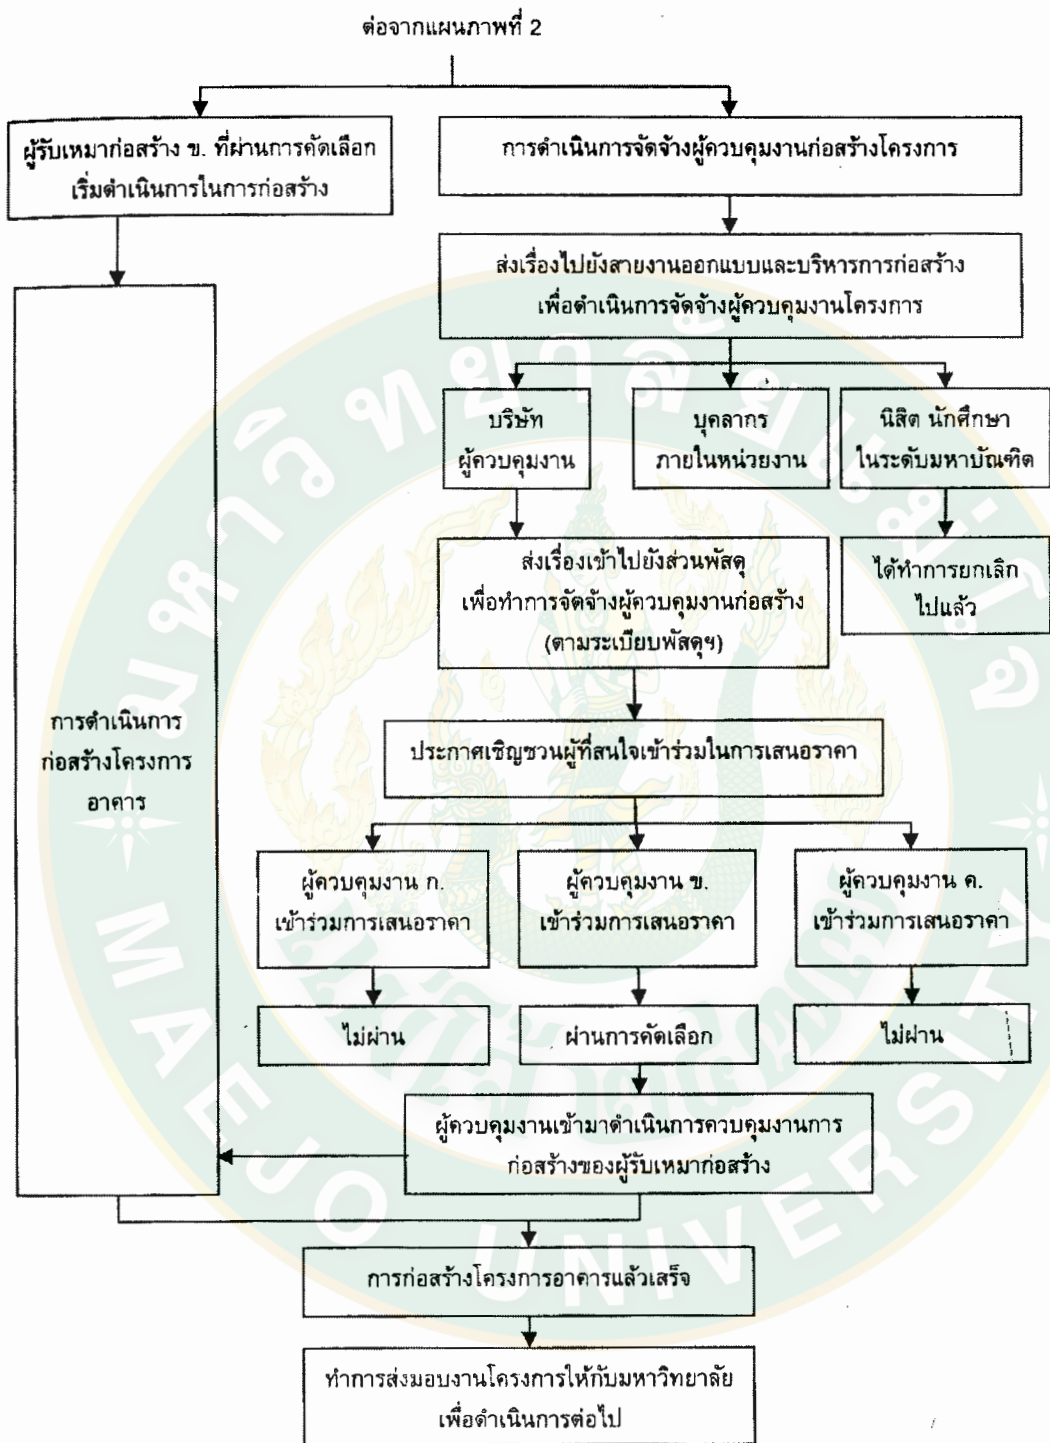 ต่อจากแผนภาพที่ 2
ผู้รับเหมาก่อสร้าง ข. ที่ผ่านการคัดเลือก
เริ่มดำเนินการในการก่อสร้าง
การดำเนินการจัดจ้างผู้ควบคุมงานก่อสร้างโครงการ
ส่งเรื่องไปยังสายงานออกแบบและบริหารการก่อสร้าง
เพื่อดำเนินการจัดจ้างผู้ควบคุมงานโครงการ
บริษัท
ผู้ควบคุมงาน
บุคลากร
ภายในหน่วยงาน
นิสิต นักศึกษา
ในระดับมหาบัณฑิต
ส่งเรื่องเข้าไปยังส่วนพัสดุ
เพื่อทำการจัดจ้างผู้ควบคุมงานก่อสร้าง
(ตามระเบียบพัสดุฯ)
ได้ทำการยกเลิก
ไปแล้ว
การดำเนินการ
ก่อสร้างโครงการ
อาคาร
ประกาศเชิญชวนผู้ที่สนใจเข้าร่วมในการเสนอราคา
ผู้ควบคุมงาน ก.
เข้าร่วมการเสนอราคา
ผู้ควบคุมงาน ข.
เข้าร่วมการเสนอราคา
ผู้ควบคุมงาน ค.
เข้าร่วมการเสนอราคา
ไม่ผ่าน
ผ่านการคัดเลือก
ไม่ผ่าน
ผู้ควบคุมงานเข้ามาดำเนินการควบคุมงานการ
ก่อสร้างของผู้รับเหมาก่อสร้าง
การก่อสร้างโครงการอาคารแล้วเสร็จ
ทำการส่งมอบงานโครงการให้กับมหาวิทยาลัย
เพื่อดำเนินการต่อไป
มหาวิทยาลัยแม่โจ้
MAEJO UNIVERSITY